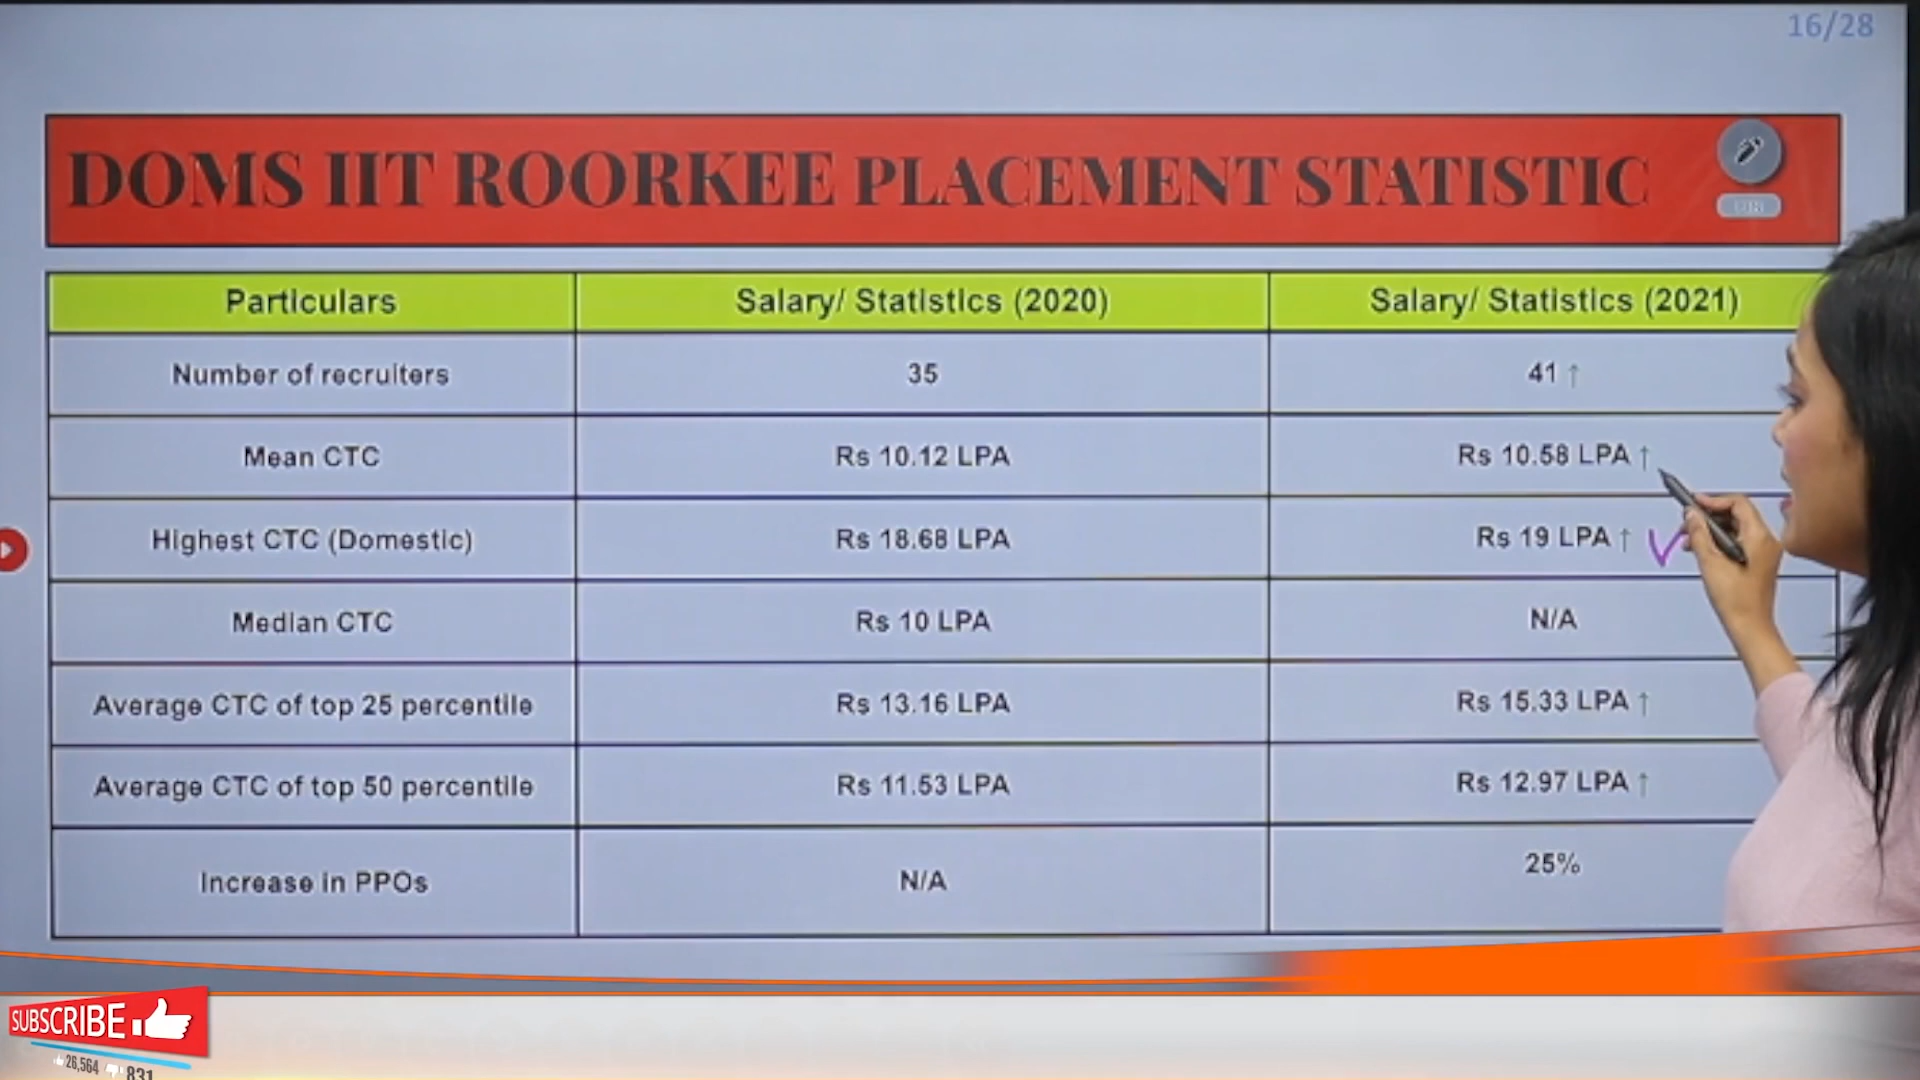 16/28
DOMS IIT ROORKEE PLACEMENT STATISTIC
Particulars Salary/ Statistics (2020) Salary/ Statistics (2021)
Number of recruiters 35 41 ↑
Mean CTC Rs 10.12 LPA Rs 10.58 LPA ↑
Highest CTC (Domestic) Rs 18.68 LPA Rs 19 LPA ↑
Median CTC Rs 10 LPA N/A
Average CTC of top 25 percentile Rs 13.16 LPA Rs 15.33 LPA ↑
Average CTC of top 50 percentile Rs 11.53 LPA Rs 12.97 LPA ↑
Increase in PPOs N/A 25%
SUBSCRIBE
26,564 831